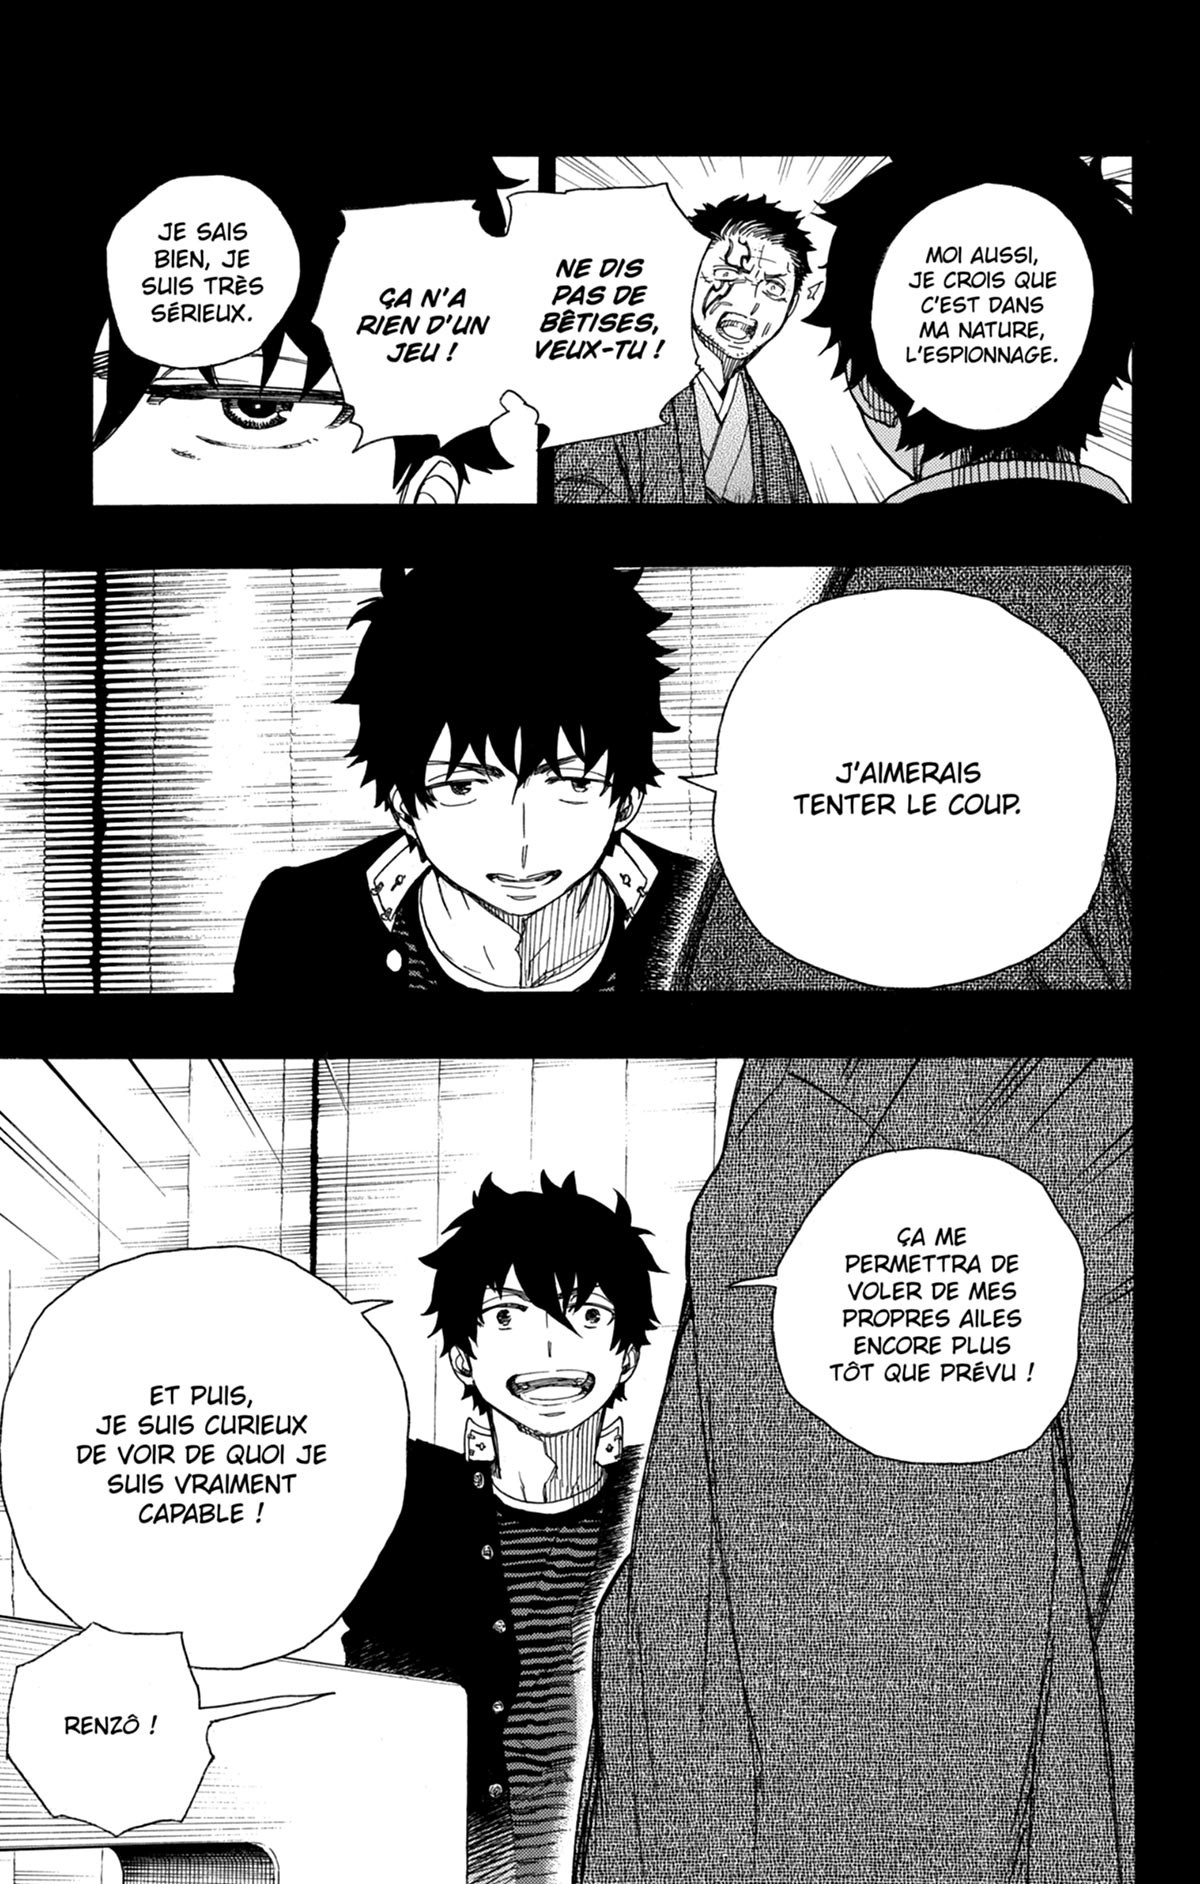 MOI AUSSI,
JE CROIS QUE
C'EST DANS
MA NATURE,
L'ESPIONNAGE.
NE DIS
PAS DE
BÊTISES,
VEUX-TU !
ÇA N'A
RIEN D'UN
JEU !
JE SAIS
BIEN, JE
SUIS TRÈS
SÉRIEUX.
J'AIMERAIS
TENTER LE COUP.
ÇA ME
PERMETTRA DE
VOLER DE MES
PROPRES AILES
ENCORE PLUS
TÔT QUE PRÉVU !
ET PUIS,
JE SUIS CURIEUX
DE VOIR DE QUOI JE
SUIS VRAIMENT
CAPABLE !
RENZÔ !